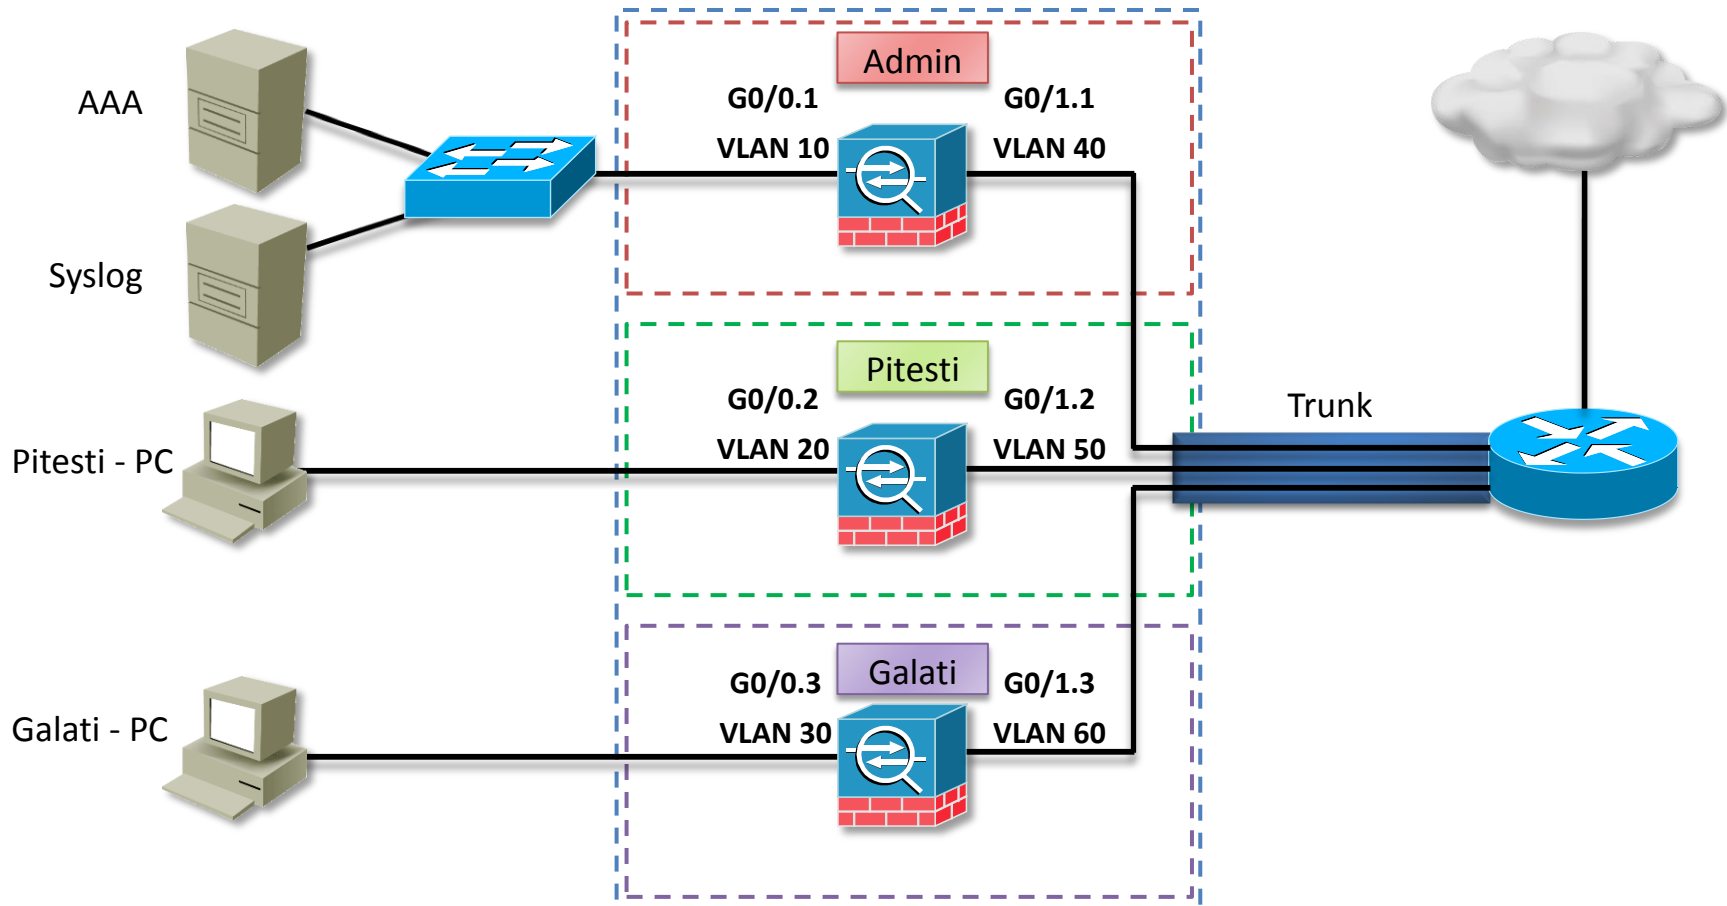 Admin
G0/0.1
G0/1.1
AAA
VLAN 10
VLAN 40
Syslog
Pitesti
G0/0.2
G0/1.2
Trunk
Pitesti - PC
VLAN 20
VLAN 50
Galati
G0/0.3
G0/1.3
Galati - PC
VLAN 30
VLAN 60